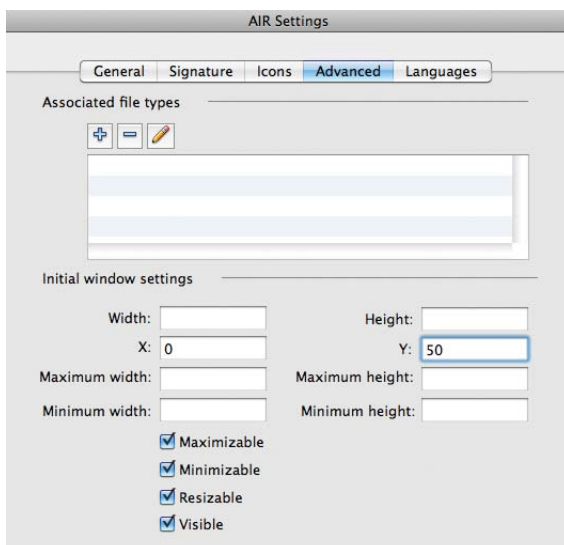 AIR Settings
General Signature Icons Advanced Languages
Associated file types
Initial window settings
Width: Height:
X: 0 Y: 50
Maximum width: Maximum height:
Minimum width: Minimum height:
Maximizable
Minimizable
Resizable
Visible